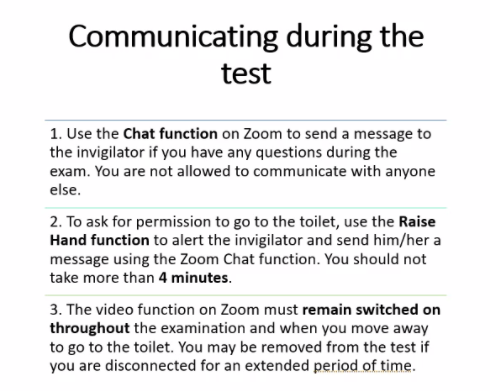 Communicating during the
test
1. Use the Chat function on Zoom to send a message to
the invigilator if you have any questions during the
exam. You are not allowed to communicate with anyone
else.
2. To ask for permission to go to the toilet, use the Raise
Hand function to alert the invigilator and send him/her a
message using the Zoom Chat function. You should not
take more than 4 minutes.
3. The video function on Zoom must remain switched on
throughout the examination and when you move away
to go to the toilet. You may be removed from the test if
you are disconnected for an extended period of time.